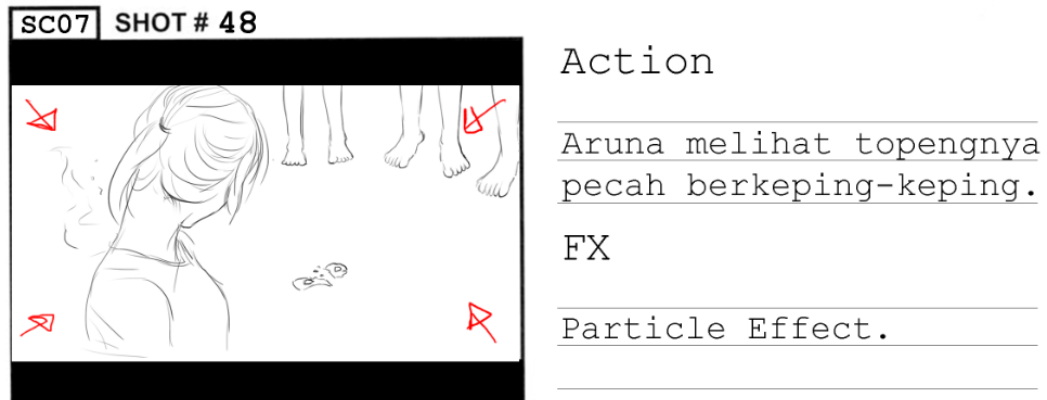 SC07 SHOT # 48
Action
Aruna melihat topengnya
pecah berkeping-keping.
FX
Particle Effect.